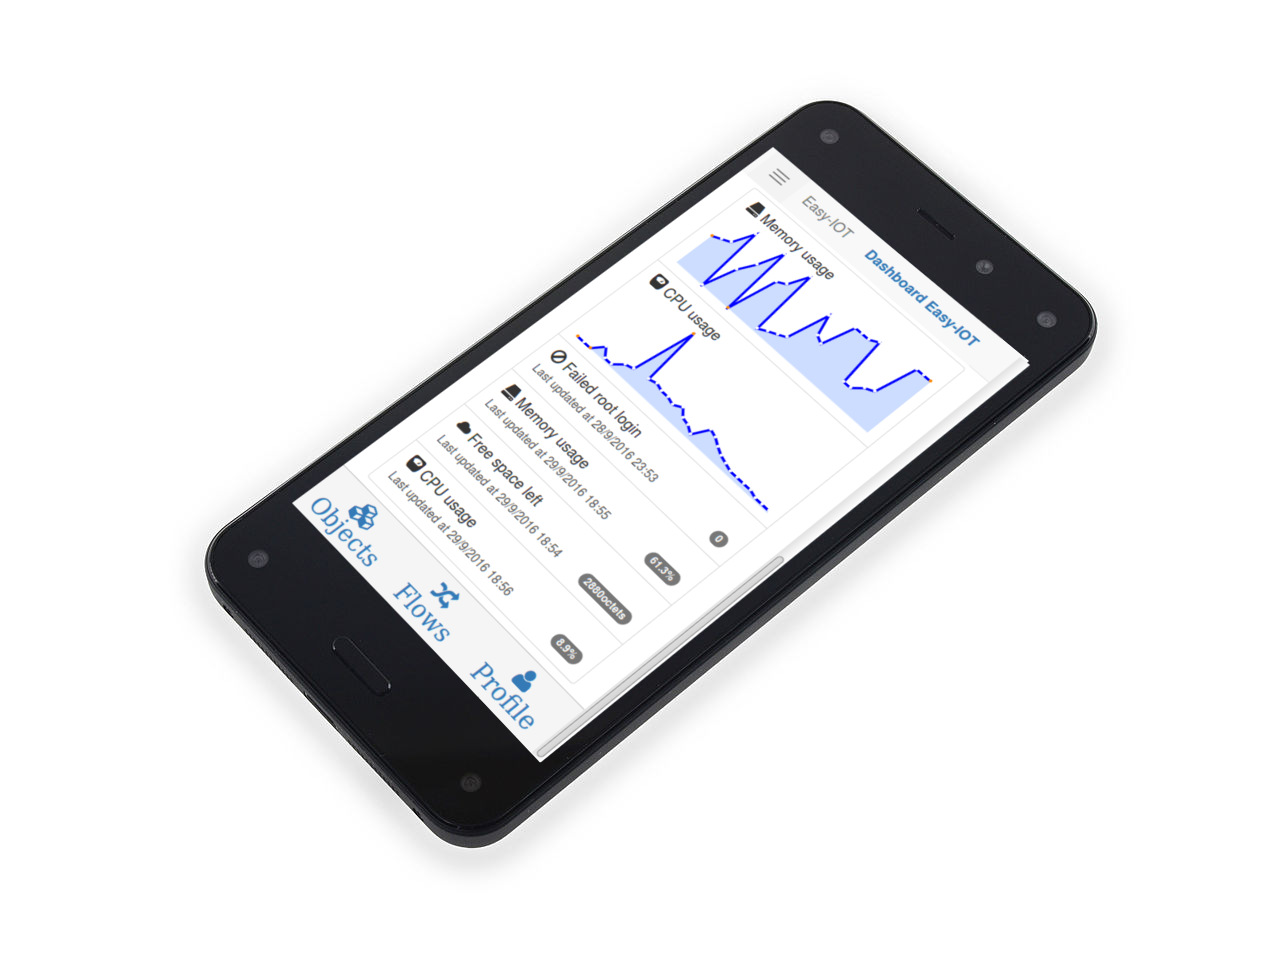 Easy-IOT Dashboard Easy-IOT
Memory usage
CPU usage
Failed root login
Last updated at 28/9/2016 23:53
0
Memory usage
Last updated at 29/9/2016 18:55
61.3%
Free space left
Last updated at 29/9/2016 18:54
2880octets
CPU usage
Last updated at 29/9/2016 18:56
8.9%
Objects Flows Profile